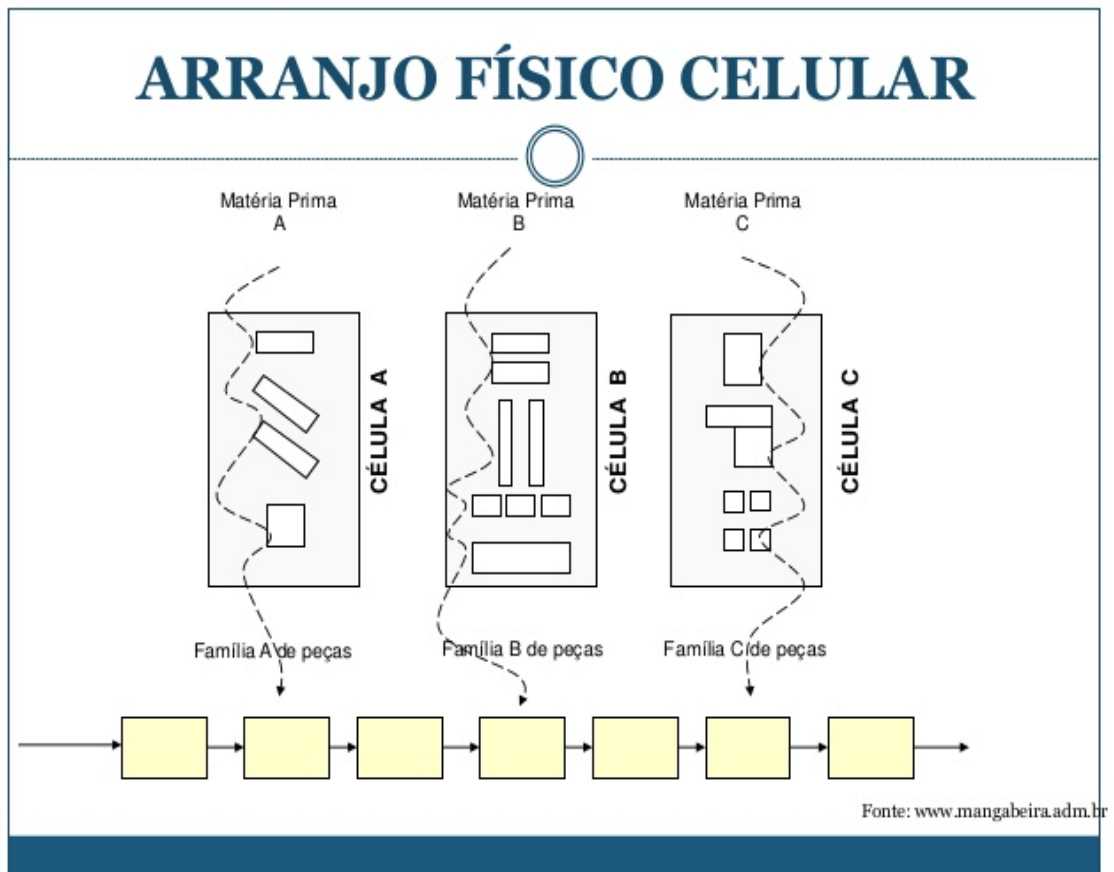 ARRANJO FÍSICO CELULAR
Matéria Prima
A
Matéria Prima
B
Matéria Prima
C
CÉLULA A
CÉLULA B
CÉLULA C
Família A de peças
Família B de peças
Família C de peças
Fonte: www.mangabeira.adm.br